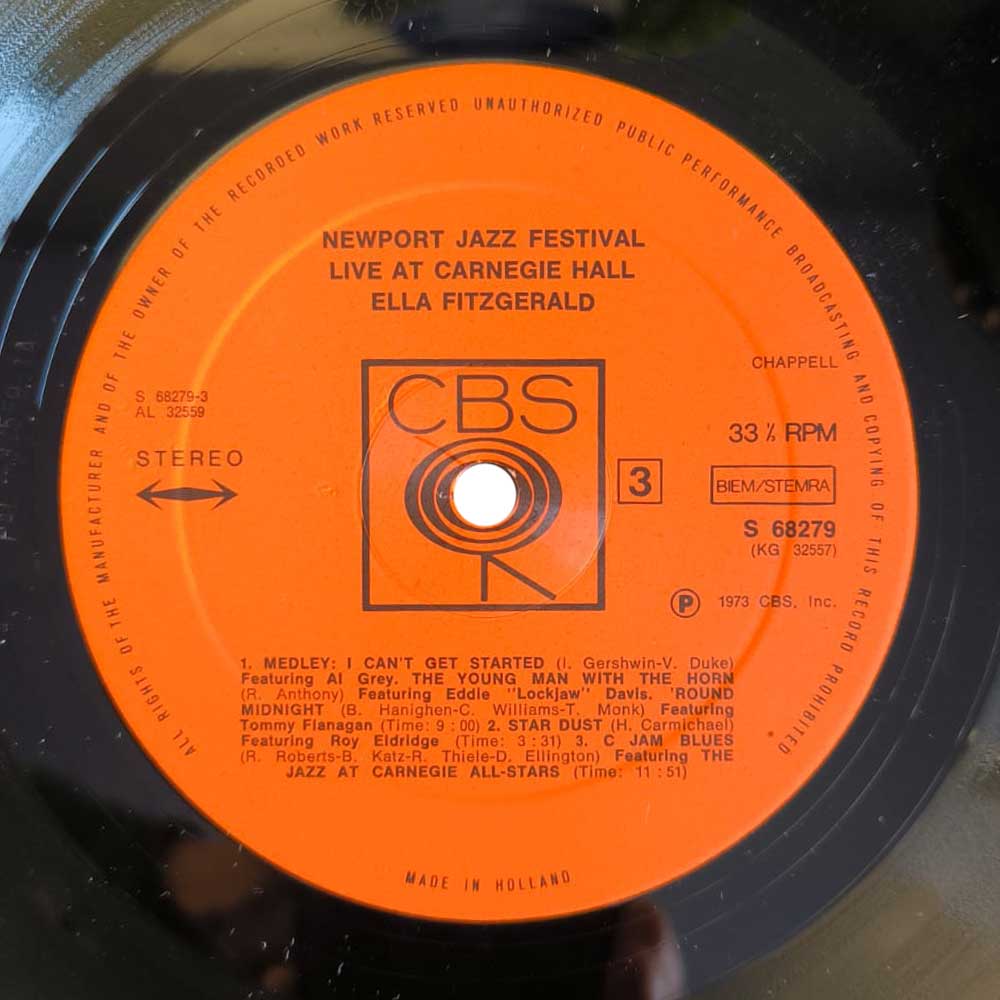 ALL RIGHTS OF THE MANUFACTURER AND OF THE OWNER OF THE RECORDED WORK RESERVED UNAUTHORIZED PUBLIC PERFORMANCE BROADCASTING AND COPYING OF THIS RECORD PROHIBITED
NEWPORT JAZZ FESTIVAL
LIVE AT CARNEGIE HALL
ELLA FITZGERALD
CHAPPELL
CBS
S 68279-3
AL 32559
33⅓ RPM
STEREO
3
BIEM/STEMRA
S 68279
(KG 32557)
Ⓟ 1973 CBS, Inc.
1. MEDLEY: I CAN'T GET STARTED (I. Gershwin-V. Duke)
Featuring Al Grey. THE YOUNG MAN WITH THE HORN
(R. Anthony) Featuring Eddie "Lockjaw" Davis. 'ROUND
MIDNIGHT (B. Hanighen-C. Williams-T. Monk) Featuring
Tommy Flanagan (Time: 9 : 00) 2. STAR DUST (H. Carmichael)
Featuring Roy Eldridge (Time: 3 : 31) 3. C JAM BLUES
(R. Roberts-B. Katz-R. Thiele-D. Ellington) Featuring THE
JAZZ AT CARNEGIE ALL-STARS (Time: 11 : 51)
MADE IN HOLLAND